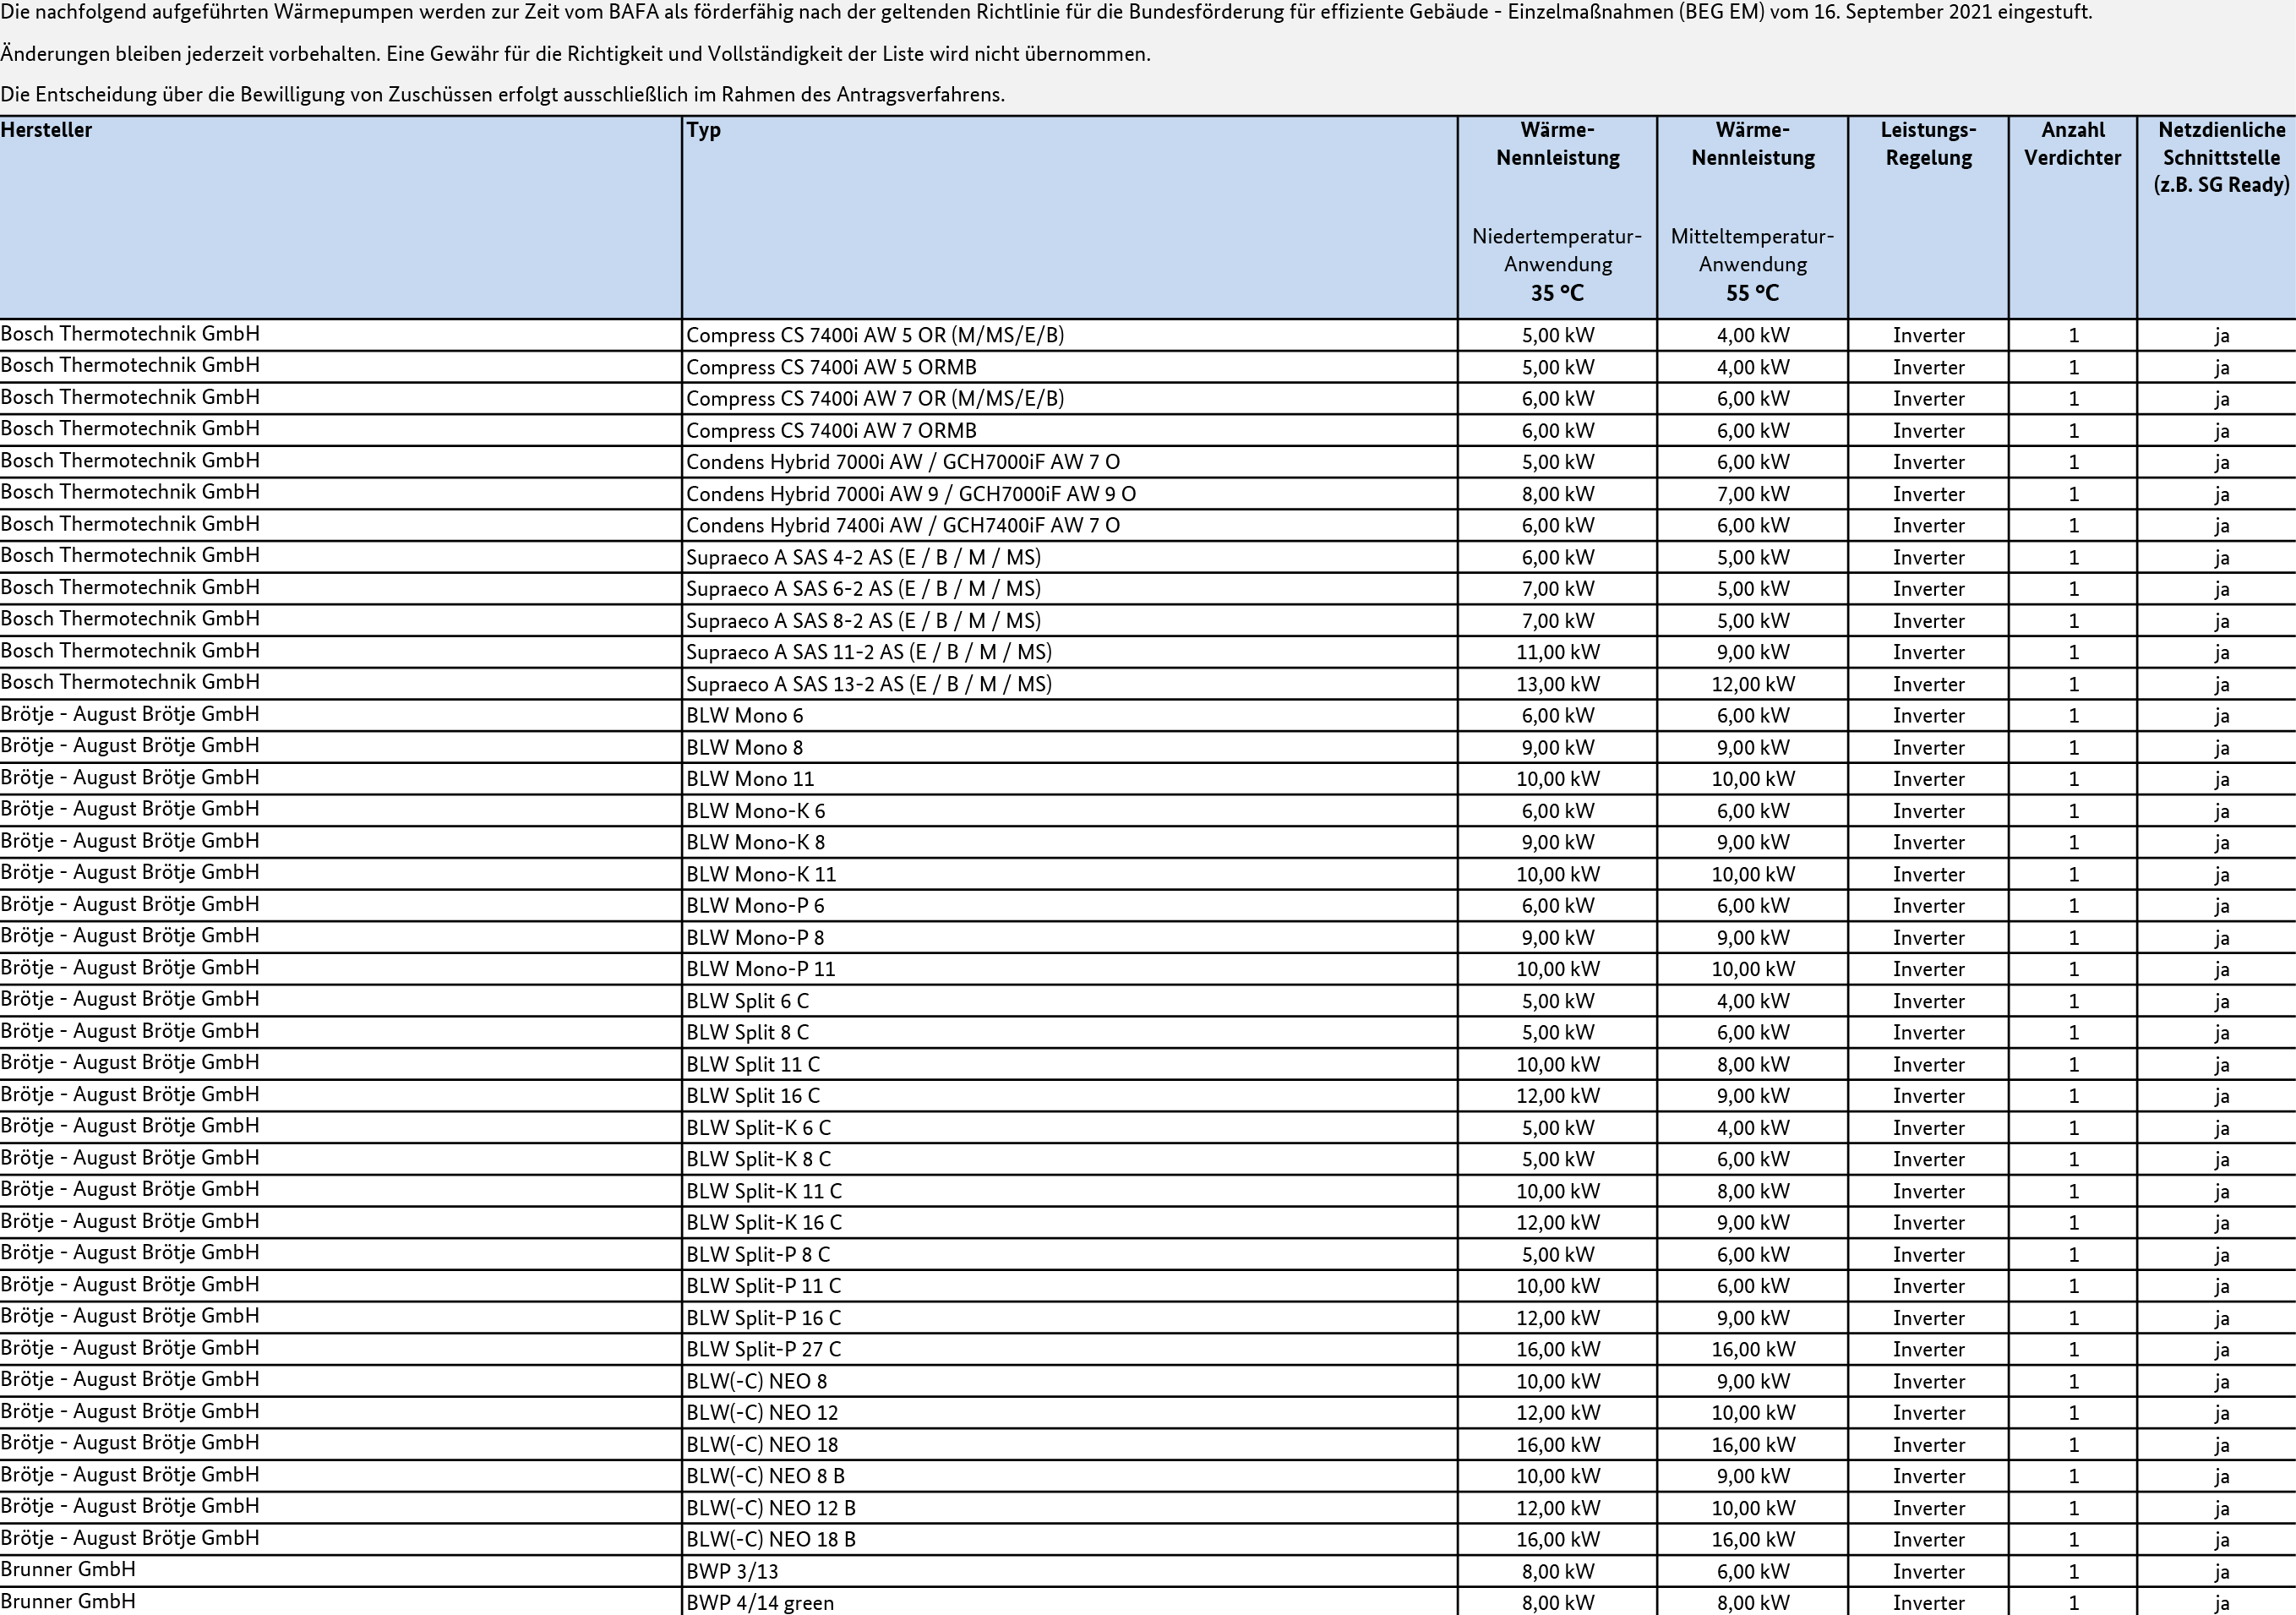 Die nachfolgend aufgeführten Wärmepumpen werden zur Zeit vom BAFA als förderfähig nach der geltenden Richtlinie für die Bundesförderung für effiziente Gebäude - Einzelmaßnahmen (BEG EM) vom 16. September 2021 eingestuft.
Änderungen bleiben jederzeit vorbehalten. Eine Gewähr für die Richtigkeit und Vollständigkeit der Liste wird nicht übernommen.
Die Entscheidung über die Bewilligung von Zuschüssen erfolgt ausschließlich im Rahmen des Antragsverfahrens.
Hersteller Typ Wärme- Wärme- Leistungs- Anzahl Netzdienliche
Nennleistung Nennleistung Regelung Verdichter Schnittstelle
(z.B. SG Ready)
Niedertemperatur- Mitteltemperatur-
Anwendung Anwendung
35 °C 55 °C
Bosch Thermotechnik GmbH Compress CS 7400i AW 5 OR (M/MS/E/B) 5,00 kW 4,00 kW Inverter 1 ja
Bosch Thermotechnik GmbH Compress CS 7400i AW 5 ORMB 5,00 kW 4,00 kW Inverter 1 ja
Bosch Thermotechnik GmbH Compress CS 7400i AW 7 OR (M/MS/E/B) 6,00 kW 6,00 kW Inverter 1 ja
Bosch Thermotechnik GmbH Compress CS 7400i AW 7 ORMB 6,00 kW 6,00 kW Inverter 1 ja
Bosch Thermotechnik GmbH Condens Hybrid 7000i AW / GCH7000iF AW 7 O 5,00 kW 6,00 kW Inverter 1 ja
Bosch Thermotechnik GmbH Condens Hybrid 7000i AW 9 / GCH7000iF AW 9 O 8,00 kW 7,00 kW Inverter 1 ja
Bosch Thermotechnik GmbH Condens Hybrid 7400i AW / GCH7400iF AW 7 O 6,00 kW 6,00 kW Inverter 1 ja
Bosch Thermotechnik GmbH Supraeco A SAS 4-2 AS (E / B / M / MS) 6,00 kW 5,00 kW Inverter 1 ja
Bosch Thermotechnik GmbH Supraeco A SAS 6-2 AS (E / B / M / MS) 7,00 kW 5,00 kW Inverter 1 ja
Bosch Thermotechnik GmbH Supraeco A SAS 8-2 AS (E / B / M / MS) 7,00 kW 5,00 kW Inverter 1 ja
Bosch Thermotechnik GmbH Supraeco A SAS 11-2 AS (E / B / M / MS) 11,00 kW 9,00 kW Inverter 1 ja
Bosch Thermotechnik GmbH Supraeco A SAS 13-2 AS (E / B / M / MS) 13,00 kW 12,00 kW Inverter 1 ja
Brötje - August Brötje GmbH BLW Mono 6 6,00 kW 6,00 kW Inverter 1 ja
Brötje - August Brötje GmbH BLW Mono 8 9,00 kW 9,00 kW Inverter 1 ja
Brötje - August Brötje GmbH BLW Mono 11 10,00 kW 10,00 kW Inverter 1 ja
Brötje - August Brötje GmbH BLW Mono-K 6 6,00 kW 6,00 kW Inverter 1 ja
Brötje - August Brötje GmbH BLW Mono-K 8 9,00 kW 9,00 kW Inverter 1 ja
Brötje - August Brötje GmbH BLW Mono-K 11 10,00 kW 10,00 kW Inverter 1 ja
Brötje - August Brötje GmbH BLW Mono-P 6 6,00 kW 6,00 kW Inverter 1 ja
Brötje - August Brötje GmbH BLW Mono-P 8 9,00 kW 9,00 kW Inverter 1 ja
Brötje - August Brötje GmbH BLW Mono-P 11 10,00 kW 10,00 kW Inverter 1 ja
Brötje - August Brötje GmbH BLW Split 6 C 5,00 kW 4,00 kW Inverter 1 ja
Brötje - August Brötje GmbH BLW Split 8 C 5,00 kW 6,00 kW Inverter 1 ja
Brötje - August Brötje GmbH BLW Split 11 C 10,00 kW 8,00 kW Inverter 1 ja
Brötje - August Brötje GmbH BLW Split 16 C 12,00 kW 9,00 kW Inverter 1 ja
Brötje - August Brötje GmbH BLW Split-K 6 C 5,00 kW 4,00 kW Inverter 1 ja
Brötje - August Brötje GmbH BLW Split-K 8 C 5,00 kW 6,00 kW Inverter 1 ja
Brötje - August Brötje GmbH BLW Split-K 11 C 10,00 kW 8,00 kW Inverter 1 ja
Brötje - August Brötje GmbH BLW Split-K 16 C 12,00 kW 9,00 kW Inverter 1 ja
Brötje - August Brötje GmbH BLW Split-P 8 C 5,00 kW 6,00 kW Inverter 1 ja
Brötje - August Brötje GmbH BLW Split-P 11 C 10,00 kW 6,00 kW Inverter 1 ja
Brötje - August Brötje GmbH BLW Split-P 16 C 12,00 kW 9,00 kW Inverter 1 ja
Brötje - August Brötje GmbH BLW Split-P 27 C 16,00 kW 16,00 kW Inverter 1 ja
Brötje - August Brötje GmbH BLW(-C) NEO 8 10,00 kW 9,00 kW Inverter 1 ja
Brötje - August Brötje GmbH BLW(-C) NEO 12 12,00 kW 10,00 kW Inverter 1 ja
Brötje - August Brötje GmbH BLW(-C) NEO 18 16,00 kW 16,00 kW Inverter 1 ja
Brötje - August Brötje GmbH BLW(-C) NEO 8 B 10,00 kW 9,00 kW Inverter 1 ja
Brötje - August Brötje GmbH BLW(-C) NEO 12 B 12,00 kW 10,00 kW Inverter 1 ja
Brötje - August Brötje GmbH BLW(-C) NEO 18 B 16,00 kW 16,00 kW Inverter 1 ja
Brunner GmbH BWP 3/13 8,00 kW 6,00 kW Inverter 1 ja
Brunner GmbH BWP 4/14 green 8,00 kW 8,00 kW Inverter 1 ja